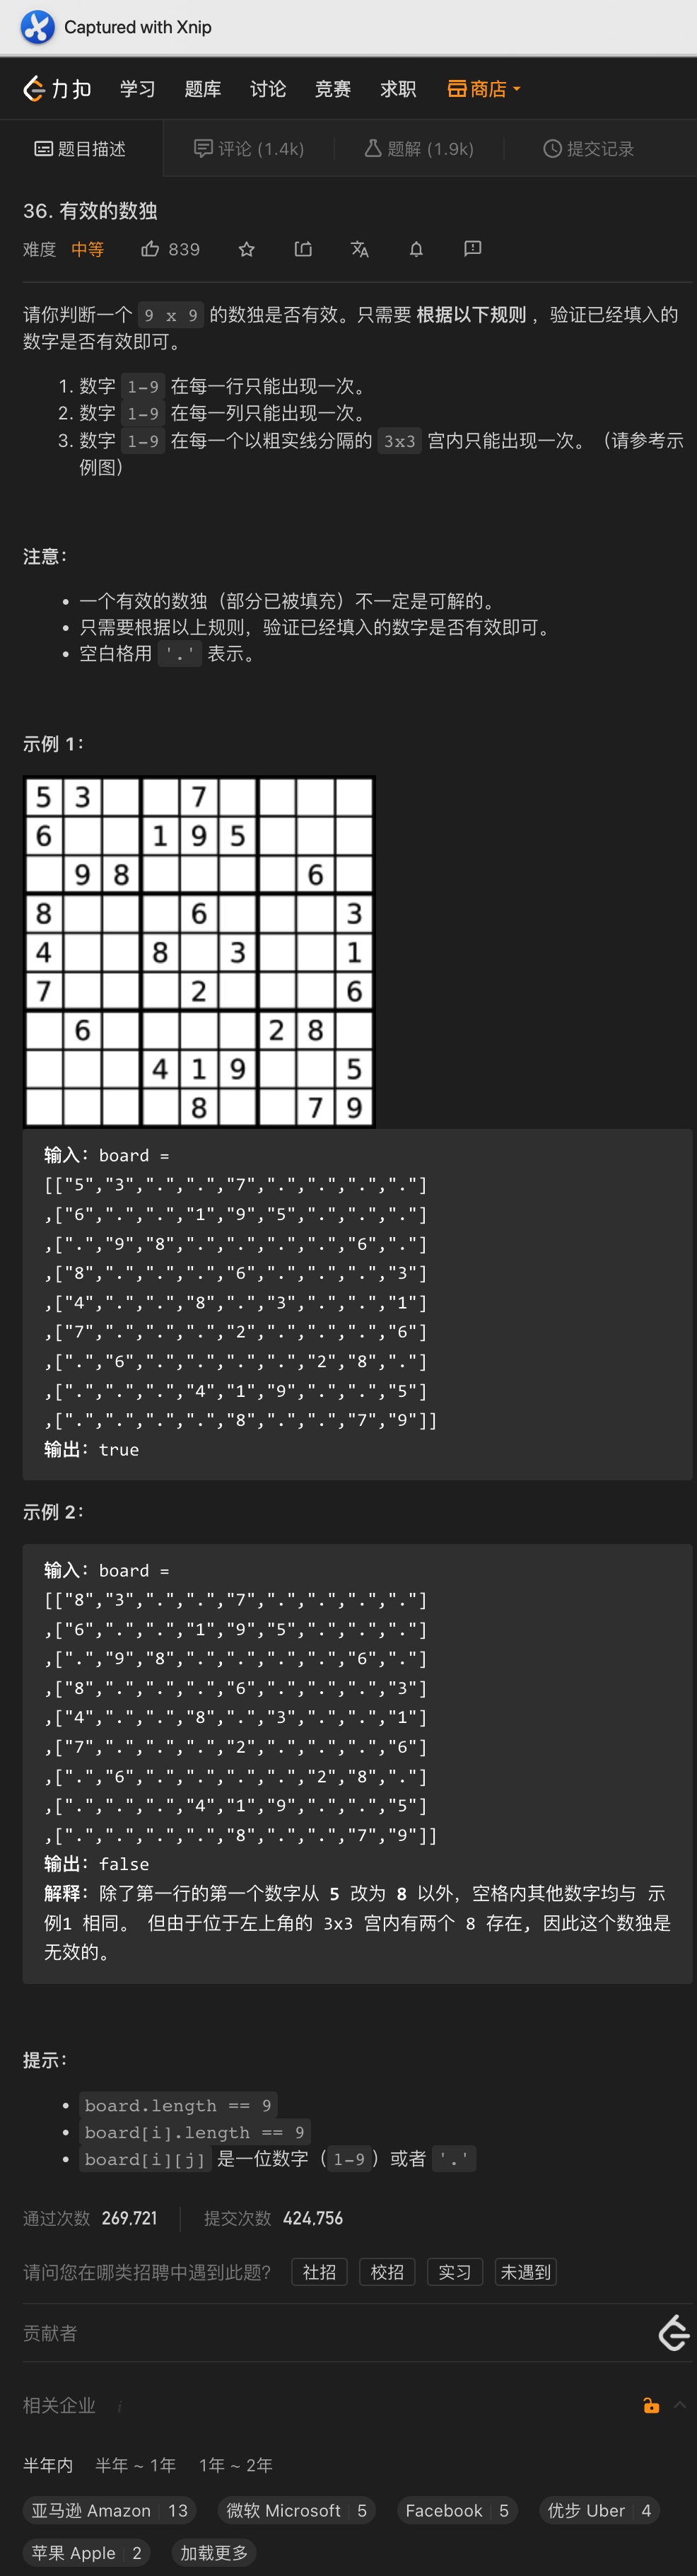 Captured with Xnip
力扣 学习 题库 讨论 竞赛 求职 商店
题目描述 评论 (1.4k) 题解 (1.9k) 提交记录
36. 有效的数独
难度 中等 839
请你判断一个 9 x 9 的数独是否有效。只需要 根据以下规则 ，验证已经填入的
数字是否有效即可。
1. 数字 1-9 在每一行只能出现一次。
2. 数字 1-9 在每一列只能出现一次。
3. 数字 1-9 在每一个以粗实线分隔的 3x3 宫内只能出现一次。（请参考示
例图）
注意：
• 一个有效的数独（部分已被填充）不一定是可解的。
• 只需要根据以上规则，验证已经填入的数字是否有效即可。
• 空白格用 '.' 表示。
示例 1：
5 3 7
6 1 9 5
9 8 6
8 6 3
4 8 3 1
7 2 6
6 2 8
4 1 9 5
8 7 9
输入：board =
[["5","3",".",".","7",".",".",".","."]
,["6",".",".","1","9","5",".",".","."]
,[".","9","8",".",".",".",".","6","."]
,["8",".",".",".","6",".",".",".","3"]
,["4",".",".","8",".","3",".",".","1"]
,["7",".",".",".","2",".",".",".","6"]
,[".","6",".",".",".",".","2","8","."]
,[".",".",".","4","1","9",".",".","5"]
,[".",".",".",".","8",".",".","7","9"]]
输出：true
示例 2：
输入：board =
[["8","3",".",".","7",".",".",".","."]
,["6",".",".","1","9","5",".",".","."]
,[".","9","8",".",".",".",".","6","."]
,["8",".",".",".","6",".",".",".","3"]
,["4",".",".","8",".","3",".",".","1"]
,["7",".",".",".","2",".",".",".","6"]
,[".","6",".",".",".",".","2","8","."]
,[".",".",".","4","1","9",".",".","5"]
,[".",".",".",".","8",".",".","7","9"]]
输出：false
解释：除了第一行的第一个数字从 5 改为 8 以外，空格内其他数字均与 示
例1 相同。 但由于位于左上角的 3x3 宫内有两个 8 存在, 因此这个数独是
无效的。
提示：
• board.length == 9
• board[i].length == 9
• board[i][j] 是一位数字（1-9）或者 '.'
通过次数 269,721 提交次数 424,756
请问您在哪类招聘中遇到此题？ 社招 校招 实习 未遇到
贡献者
相关企业 i
半年内 半年 ~ 1年 1年 ~ 2年
亚马逊 Amazon 13 微软 Microsoft 5 Facebook 5 优步 Uber 4
苹果 Apple 2 加载更多